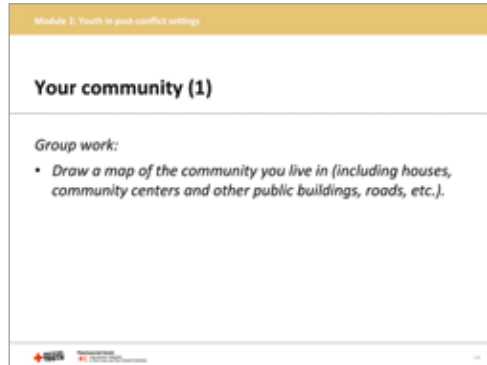 Module 2: Youth in post-conflict settings
Your community (1)
Group work:
• Draw a map of the community you live in (including houses,
community centers and other public buildings, roads, etc.).